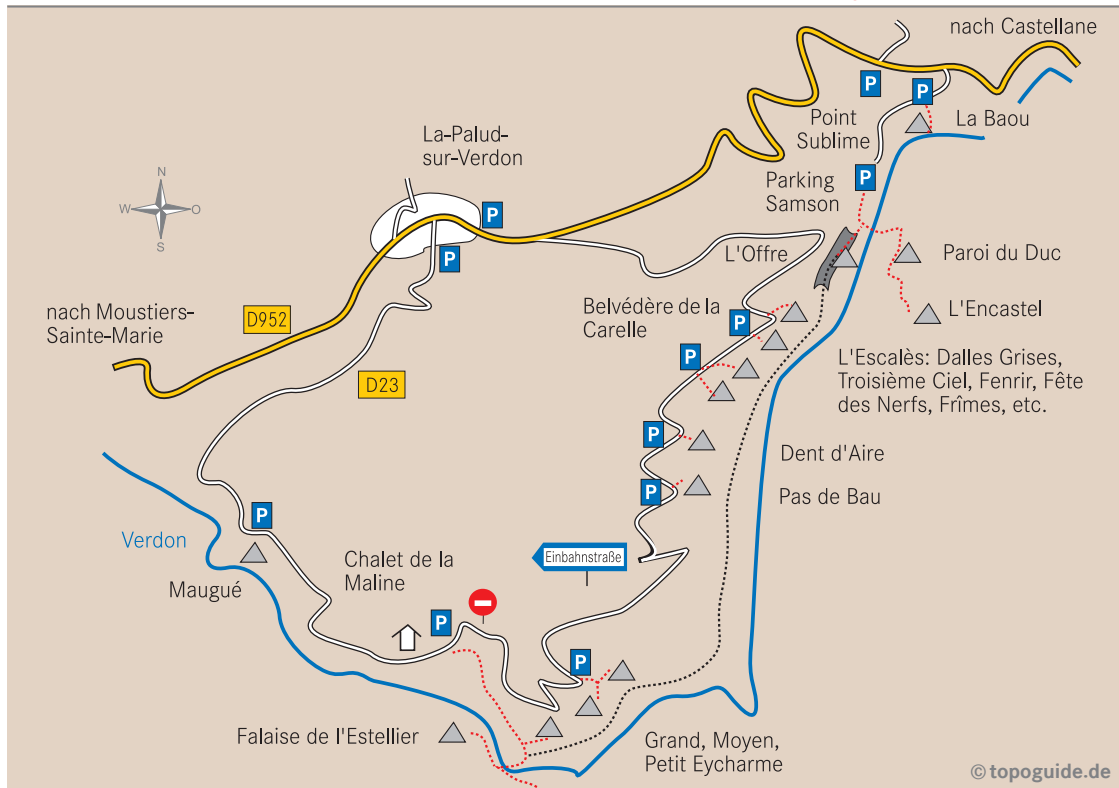 nach Castellane
P
P
Point
Sublime
La Baou
La-Palud-
sur-Verdon
N
W
O
S
P
Parking
Samson
P
P
L'Offre
Paroi du Duc
nach Moustiers-
Sainte-Marie
D952
Belvédère de la
Carelle
P
L'Encastel
P
L'Escalès: Dalles Grises,
Troisième Ciel, Fenrir, Fête
des Nerfs, Frîmes, etc.
D23
P
Dent d'Aire
P
Pas de Bau
P
Verdon
Maugué
Chalet de la
Maline
Einbahnstraße
P
P
Falaise de l'Estellier
Grand, Moyen,
Petit Eycharme
© topoguide.de